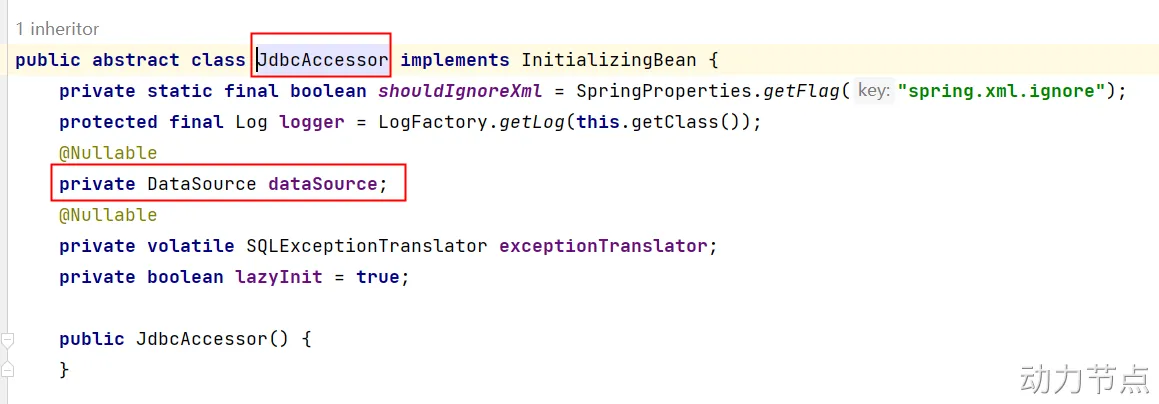 1 inheritor
public abstract class JdbcAccessor implements InitializingBean {
private static final boolean shouldIgnoreXml = SpringProperties.getFlag( key: "spring.xml.ignore");
protected final Log logger = LogFactory.getLog(this.getClass());
@Nullable
private DataSource dataSource;
@Nullable
private volatile SQLExceptionTranslator exceptionTranslator;
private boolean lazyInit = true;
public JdbcAccessor() {
}
动力节点